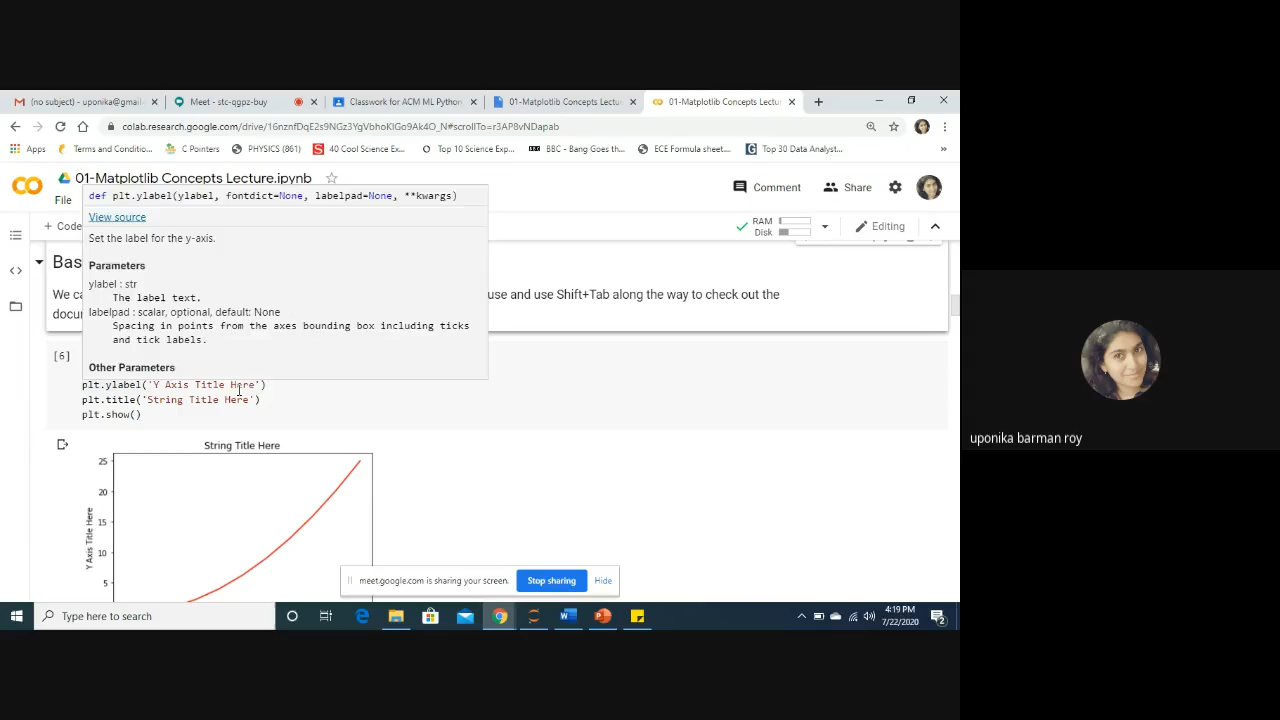 (no subject) - uponika@gmail-
Meet - stc-qgpz-buy
Classwork for ACM ML Python
01-Matplotlib Concepts Lectu
01-Matplotlib Concepts Lectur
colab.research.google.com/drive/16nznfDqE2s9NGz3YgVbhoKIGo9Ak4O_N#scrollTo=r3AP8vNDapab
Apps
Terms and Conditio...
C Pointers
PHYSICS (861)
40 Cool Science Ex...
Top 10 Science Exp...
BBC - Bang Goes th...
ECE Formula sheet...
Top 30 Data Analyst...
01-Matplotlib Concepts Lecture.ipynb
Comment
Share
File
def plt.ylabel(ylabel, fontdict=None, labelpad=None, **kwargs)
View source
+ Code
RAM
Disk
Editing
Set the label for the y-axis.
Bas
Parameters
ylabel : str
We ca
use and use Shift+Tab along the way to check out the
The label text.
labelpad : scalar, optional, default: None
docu
Spacing in points from the axes bounding box including ticks
and tick labels.
[6]
Other Parameters
plt.ylabel('Y Axis Title Here')
plt.title('String Title Here')
plt.show()
String Title Here
25
20
15
10
5
Y Axis Title Here
meet.google.com is sharing your screen.
Stop sharing
Hide
uponika barman roy
Type here to search
4:19 PM
7/22/2020
2